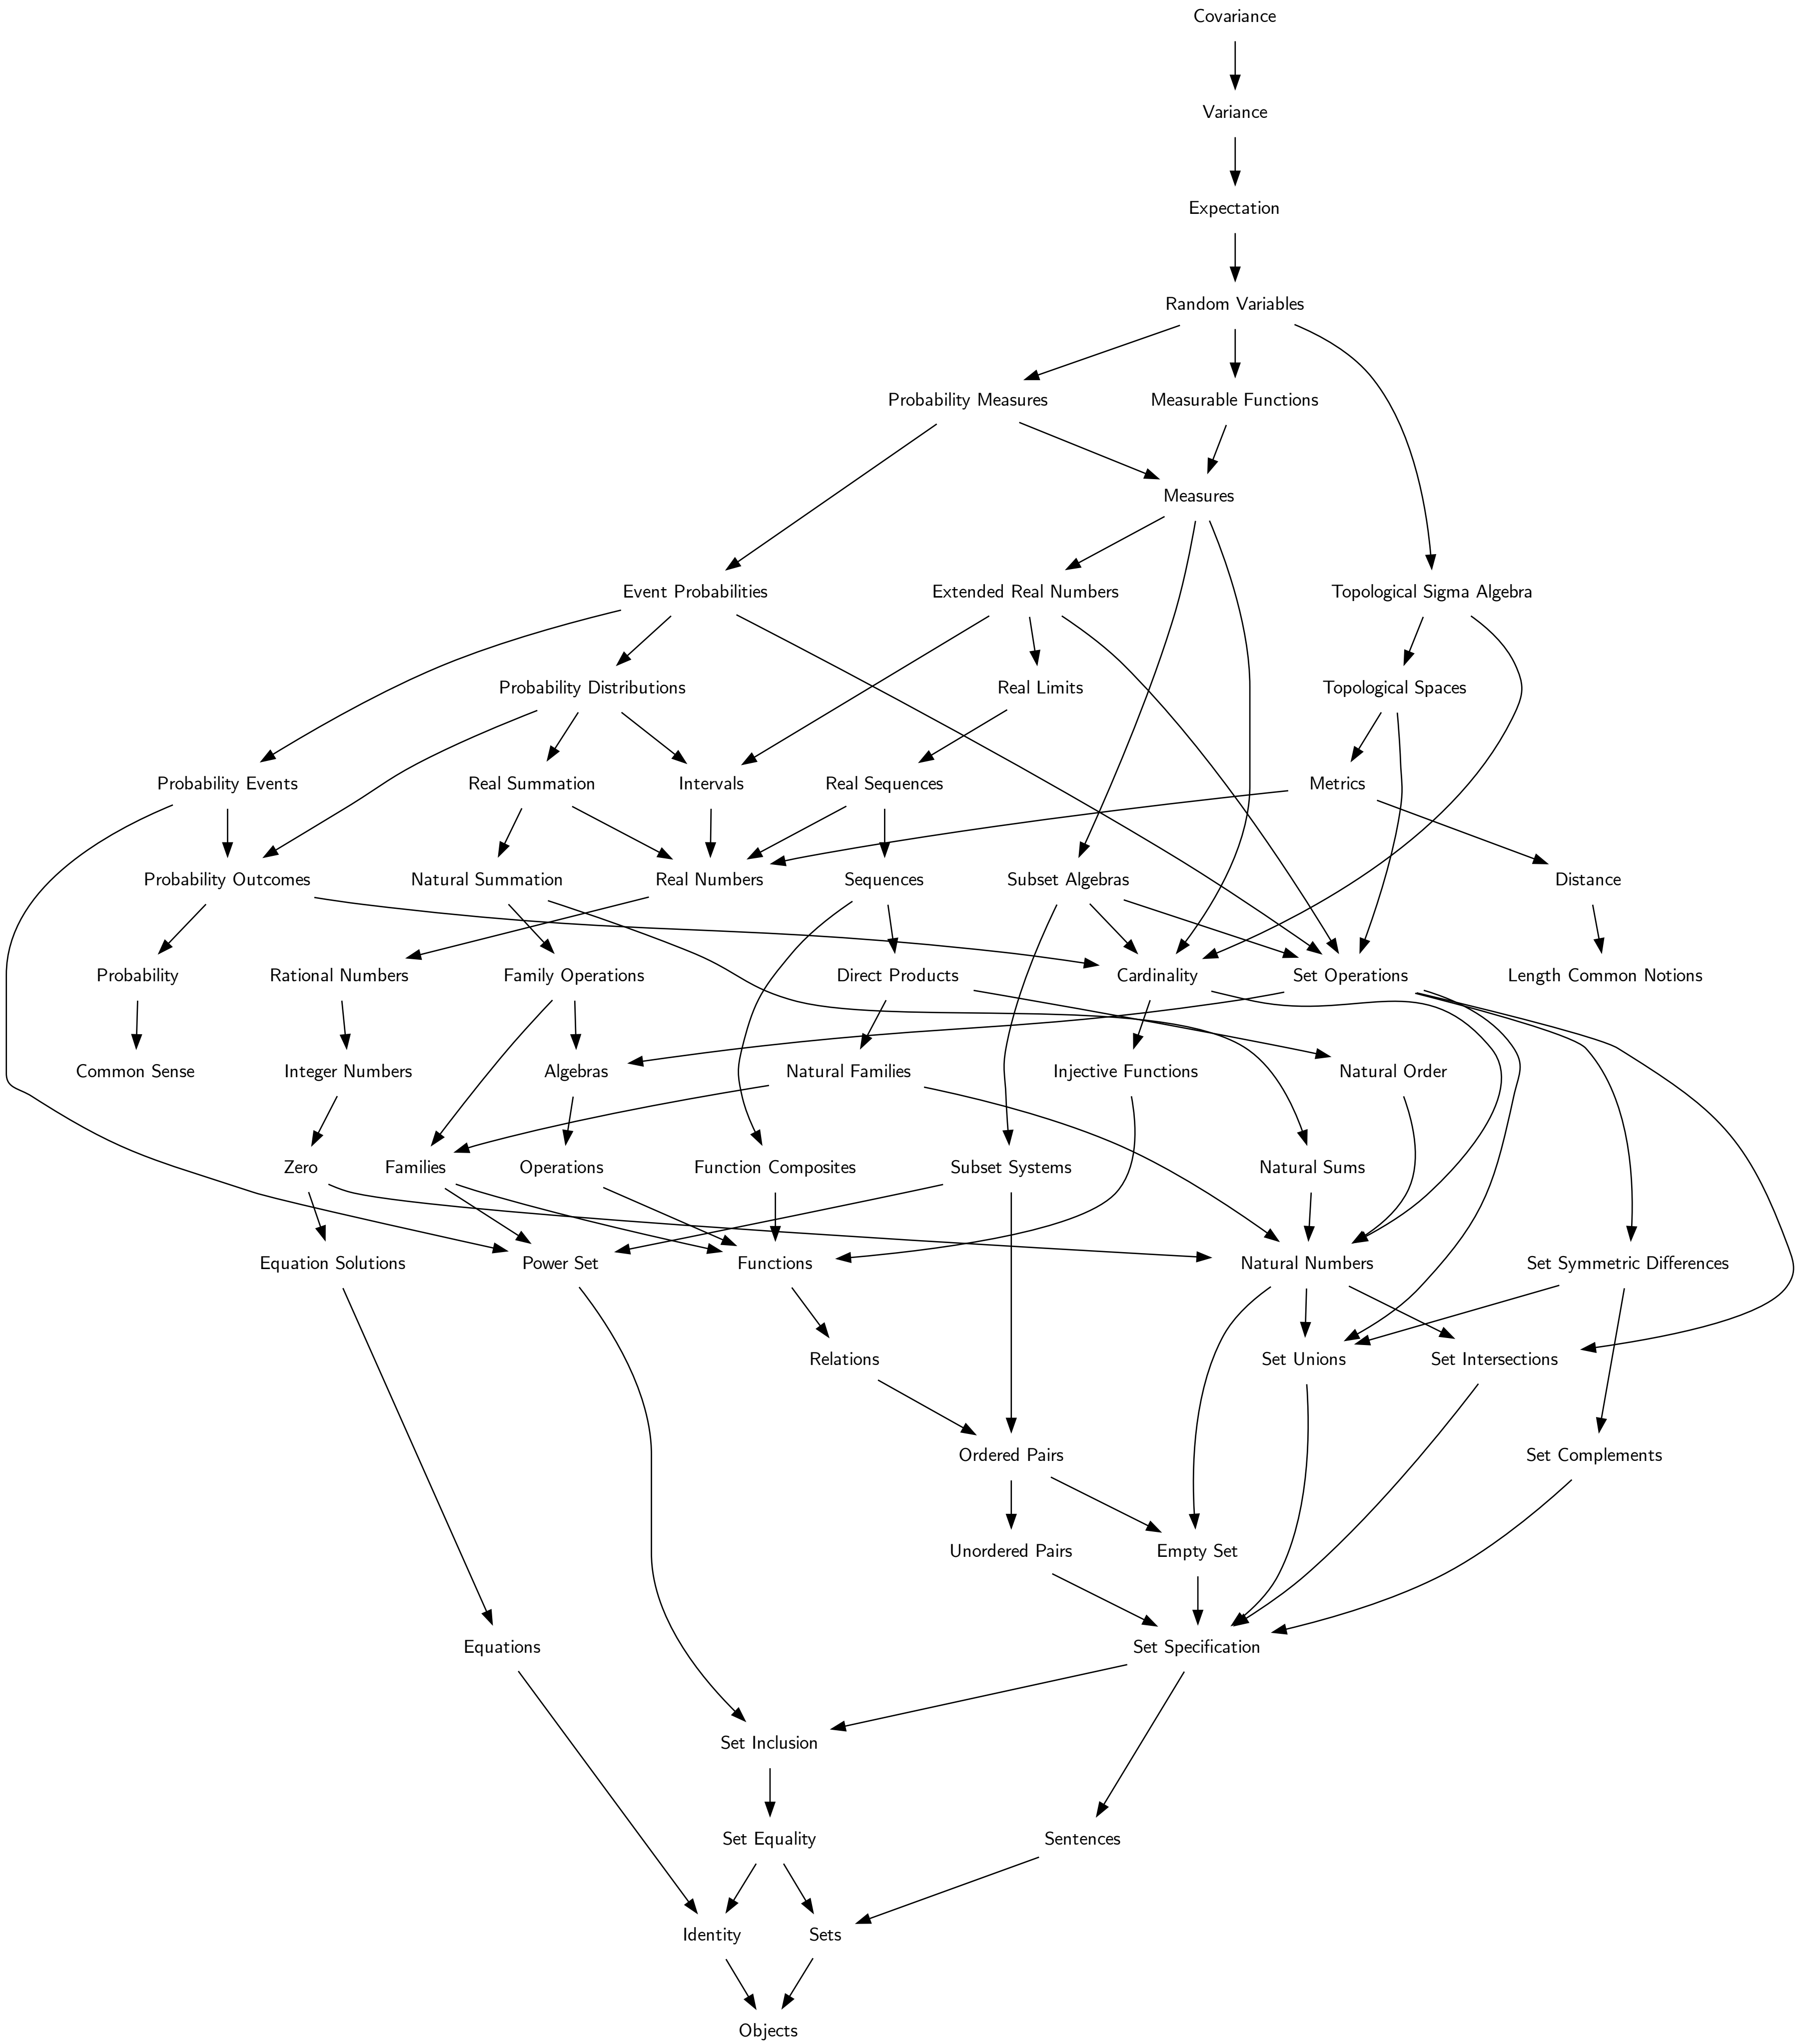 Covariance
Variance
Expectation
Random Variables
Probability Measures
Measurable Functions
Measures
Event Probabilities
Extended Real Numbers
Topological Sigma Algebra
Probability Distributions
Real Limits
Topological Spaces
Probability Events
Real Summation
Intervals
Real Sequences
Metrics
Probability Outcomes
Natural Summation
Real Numbers
Sequences
Subset Algebras
Distance
Probability
Rational Numbers
Family Operations
Direct Products
Cardinality
Set Operations
Length Common Notions
Common Sense
Integer Numbers
Algebras
Natural Families
Injective Functions
Natural Order
Zero
Families
Operations
Function Composites
Subset Systems
Natural Sums
Equation Solutions
Power Set
Functions
Natural Numbers
Set Symmetric Differences
Relations
Set Unions
Set Intersections
Ordered Pairs
Set Complements
Unordered Pairs
Empty Set
Equations
Set Specification
Set Inclusion
Set Equality
Sentences
Identity
Sets
Objects